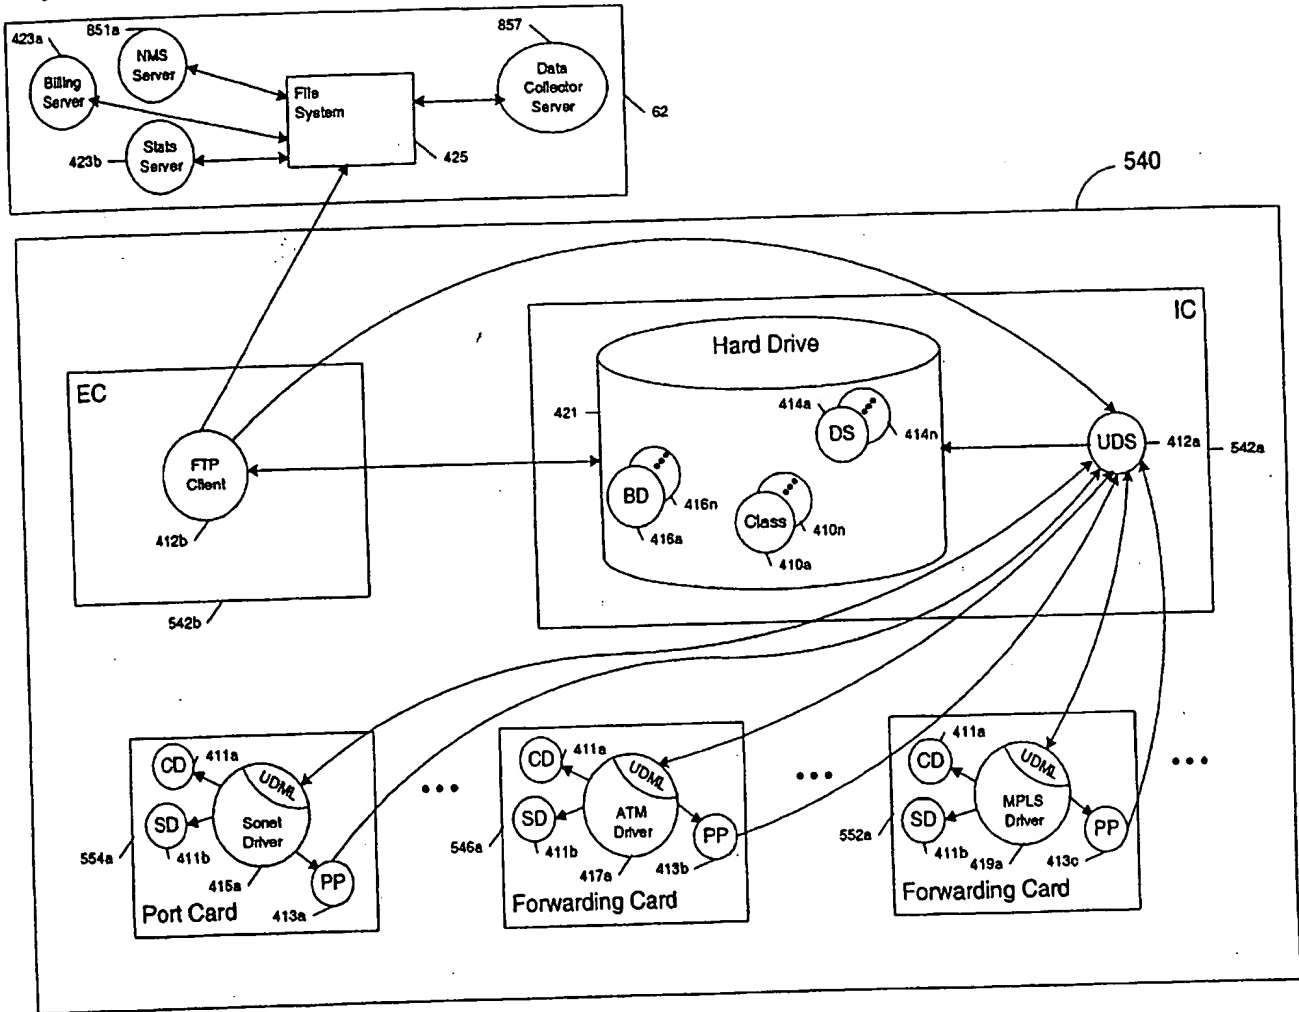 423a
851a
857
NMS
Server
Billing
Server
File
System
Data
Collector
Server
62
423b
Stats
Server
425
540
IC
EC
Hard Drive
421
414a
DS
414n
UDS
412a
542a
FTP
Client
BD
416n
416a
Class
410n
410a
412b
542b
CD
411a
UDML
SD
Sonet
Driver
554a
411b
415a
PP
413a
Port Card
CD
411a
UDML
SD
ATM
Driver
PP
546a
411b
417a
413b
Forwarding Card
CD
411a
UDML
SD
MPLS
Driver
PP
552a
411b
419a
413c
Forwarding Card